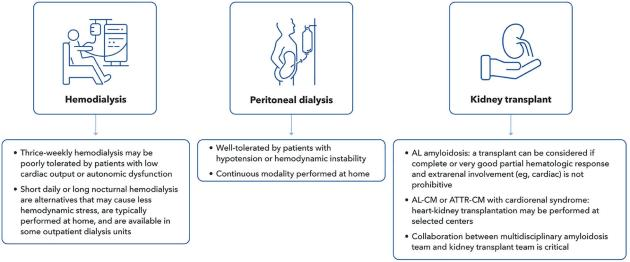 Hemodialysis
• Thrice-weekly hemodialysis may be
poorly tolerated by patients with low
cardiac output or autonomic dysfunction
• Short daily or long nocturnal hemodialysis
are alternatives that may cause less
hemodynamic stress, are typically
performed at home, and are available in
some outpatient dialysis units
Peritoneal dialysis
• Well-tolerated by patients with
hypotension or hemodynamic instability
• Continuous modality performed at home
Kidney transplant
• AL amyloidosis: a transplant can be considered if
complete or very good partial hematologic response
and extrarenal involvement (eg, cardiac) is not
prohibitive
• AL-CM or ATTR-CM with cardiorenal syndrome:
heart-kidney transplantation may be performed at
selected centers
• Collaboration between multidisciplinary amyloidosis
team and kidney transplant team is critical